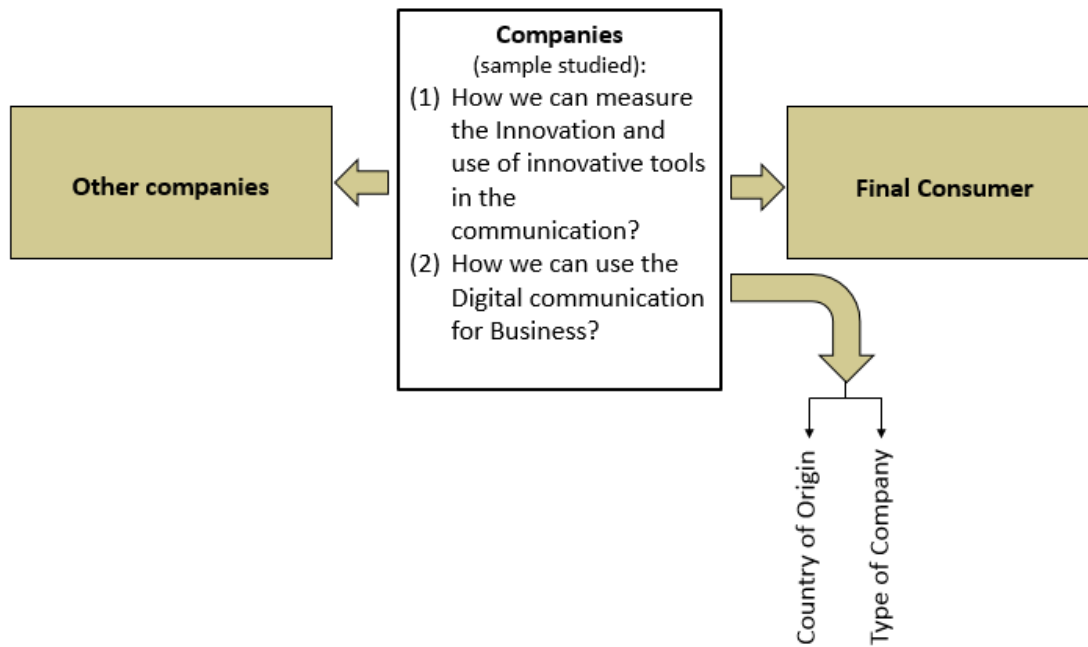 Companies
(sample studied):
(1) How we can measure
the Innovation and
use of innovative tools
in the
communication?
(2) How we can use the
Digital communication
for Business?
Other companies
Final Consumer
Country of Origin
Type of Company